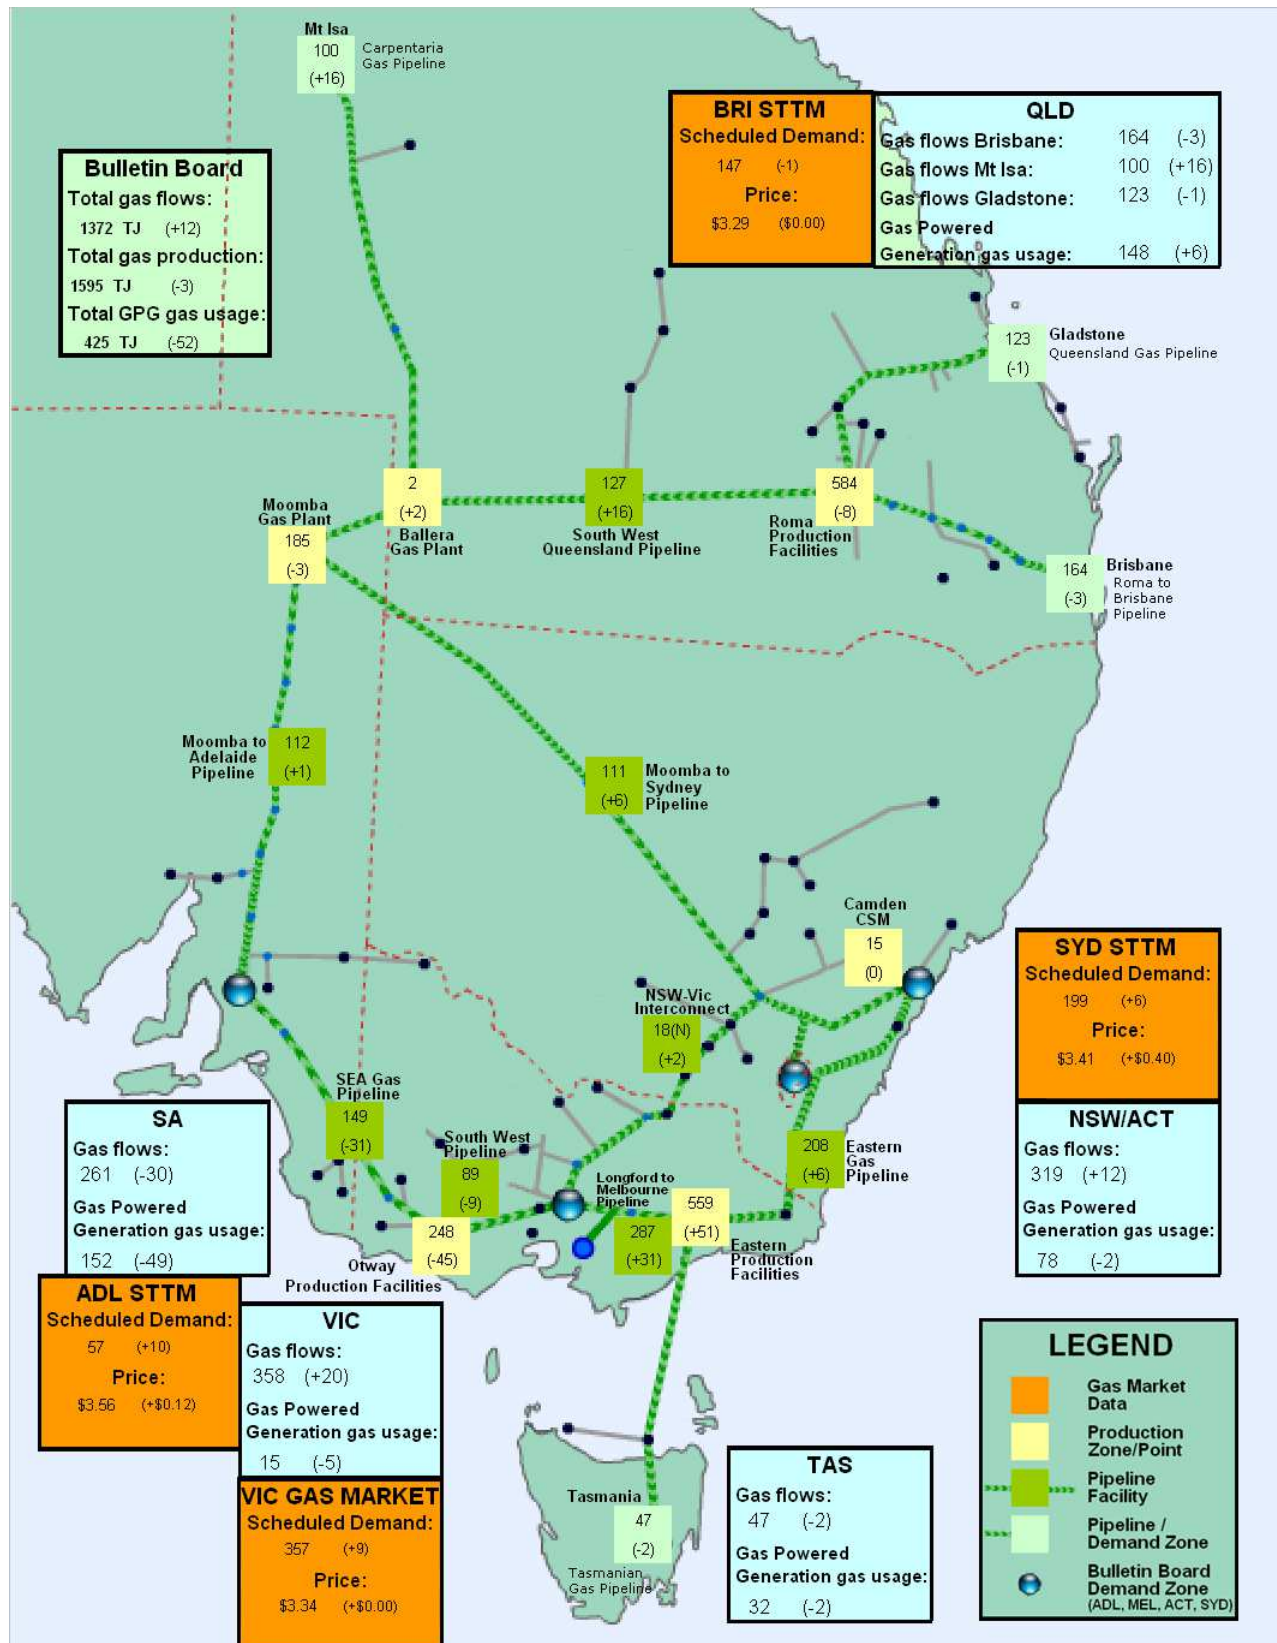 Mt Isa
100
(+16)
Carpentaria
Gas Pipeline
Bulletin Board
Total gas flows:
1372 TJ (+12)
Total gas production:
1595 TJ (-3)
Total GPG gas usage:
425 TJ (-52)
BRI STTM
Scheduled Demand:
147 (-1)
Price:
$3.29 ($0.00)
QLD
Gas flows Brisbane: 164 (-3)
Gas flows Mt Isa: 100 (+16)
Gas flows Gladstone: 123 (-1)
Gas Powered
Generation gas usage: 148 (+6)
123
(-1)
Gladstone
Queensland Gas Pipeline
Moomba
Gas Plant
185
(-3)
2
(+2)
Ballera
Gas Plant
127
(+16)
South West
Queensland Pipeline
584
(-8)
Roma
Production
Facilities
164
(-3)
Brisbane
Roma to
Brisbane
Pipeline
Moomba to
Adelaide
Pipeline
112
(+1)
111
(+6)
Moomba to
Sydney
Pipeline
Camden
CSM
15
(0)
NSW-Vic
Interconnect
18(N)
(+2)
SYD STTM
Scheduled Demand:
199 (+6)
Price:
$3.41 (+$0.40)
NSW/ACT
Gas flows:
319 (+12)
Gas Powered
Generation gas usage:
78 (-2)
SEA Gas
Pipeline
149
(-31)
South West
Pipeline
89
(-9)
Longford to
Melbourne
Pipeline
287
(+31)
559
(+51)
Eastern
Production
Facilities
208
(+6)
Eastern
Gas
Pipeline
248
(-45)
Otway
Production Facilities
SA
Gas flows:
261 (-30)
Gas Powered
Generation gas usage:
152 (-49)
ADL STTM
Scheduled Demand:
57 (+10)
Price:
$3.56 (+$0.12)
VIC
Gas flows:
358 (+20)
Gas Powered
Generation gas usage:
15 (-5)
VIC GAS MARKET
Scheduled Demand:
357 (+9)
Price:
$3.34 (+$0.00)
Tasmania
47
(-2)
Tasmanian
Gas Pipeline
TAS
Gas flows:
47 (-2)
Gas Powered
Generation gas usage:
32 (-2)
LEGEND
Gas Market
Data
Production
Zone/Point
Pipeline
Facility
Pipeline /
Demand Zone
Bulletin Board
Demand Zone
(ADL, MEL, ACT, SYD)